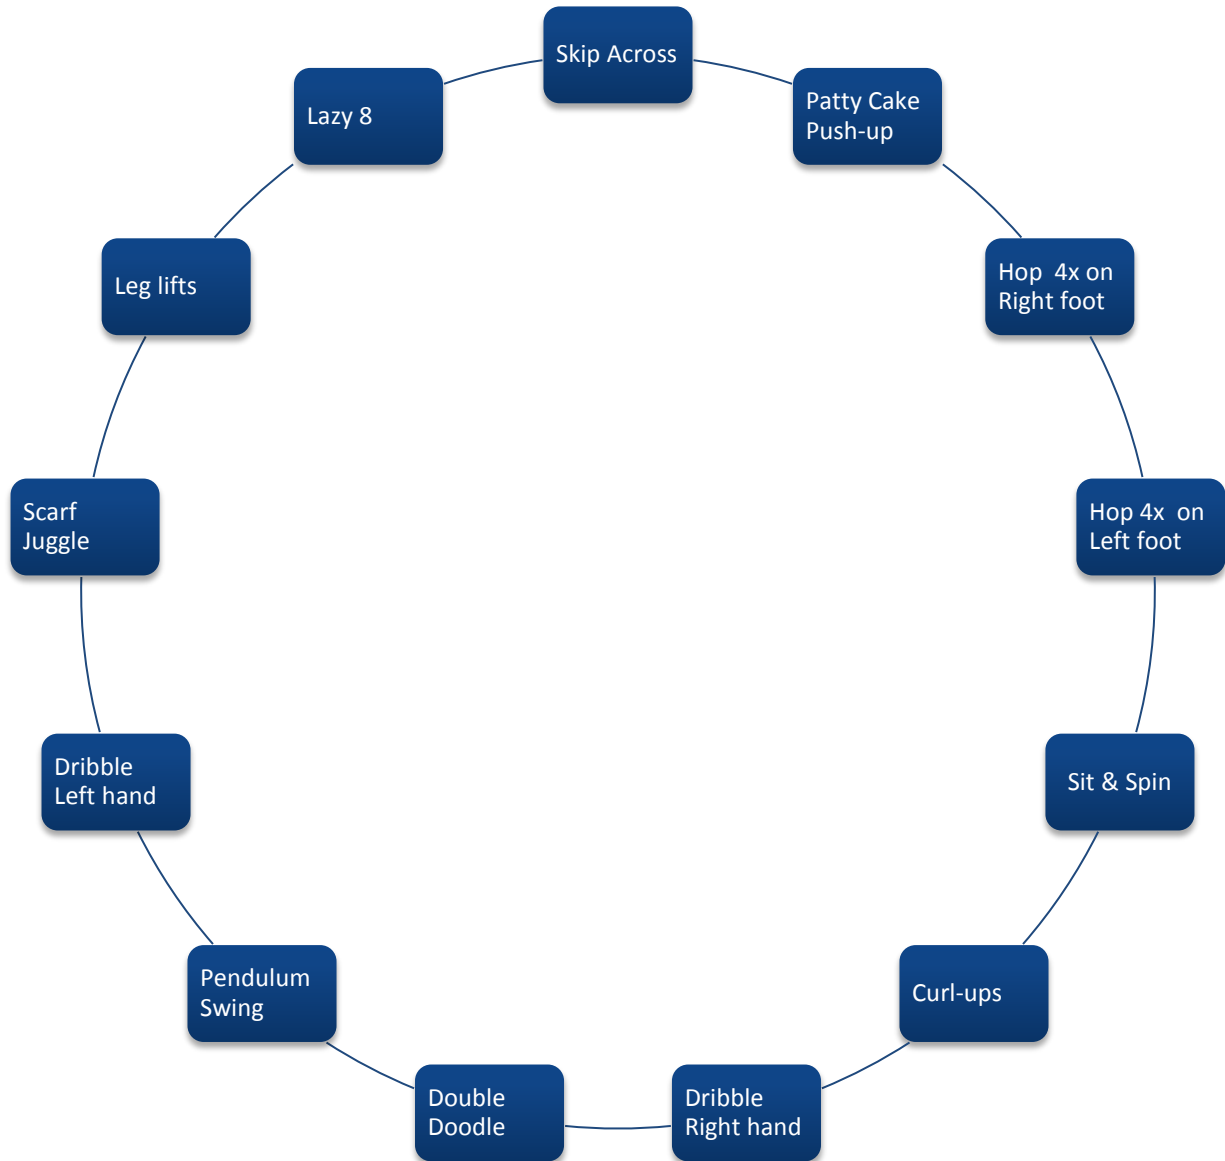 Skip Across
Patty Cake
Push-up
Hop  4x on
Right foot
Hop 4x  on
Left foot
Sit & Spin
Curl-ups
Dribble
Right hand
Double
Doodle
Pendulum
Swing
Dribble
Left hand
Scarf
Juggle
Leg lifts
Lazy 8